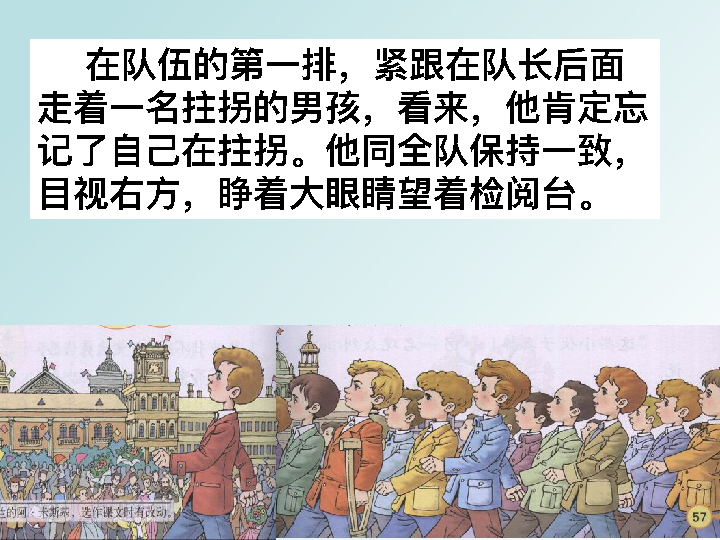 在队伍的第一排，紧跟在队长后面
走着一名拄拐的男孩，看来，他肯定忘
记了自己在拄拐。他同全队保持一致，
目视右方，睁着大眼睛望着检阅台。
兰的阿·卡斯荣，选作课文时有改动。
57